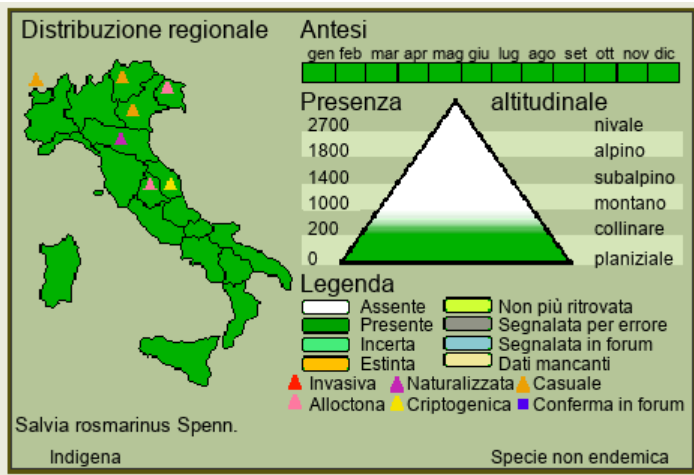 Distribuzione regionale
Antesi
gen feb mar apr mag giu lug ago set ott nov dic
Presenza altitudinale
2700 nivale
1800 alpino
1400 subalpino
1000 montano
200 collinare
0 planiziale
Legenda
Assente Non più ritrovata
Presente Segnalata per errore
Incerta Segnalata in forum
Estinta Dati mancanti
Invasiva Naturalizzata Casuale
Alloctona Criptogenica Conferma in forum
Salvia rosmarinus Spenn.
Indigena Specie non endemica